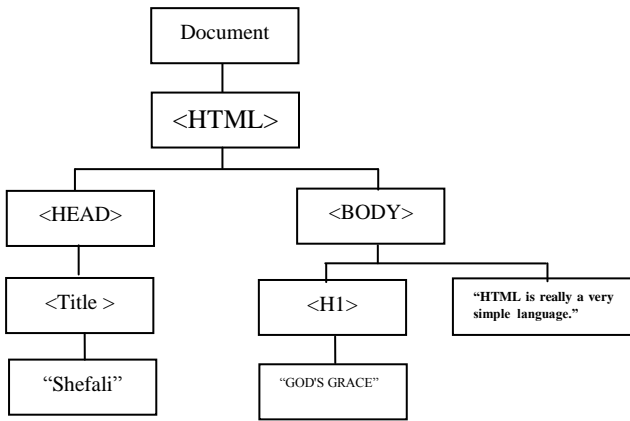 Document
<HTML>
<HEAD>
<BODY>
<Title >
<H1>
“HTML is really a very
simple language.”
“Shefali”
“GOD'S GRACE”